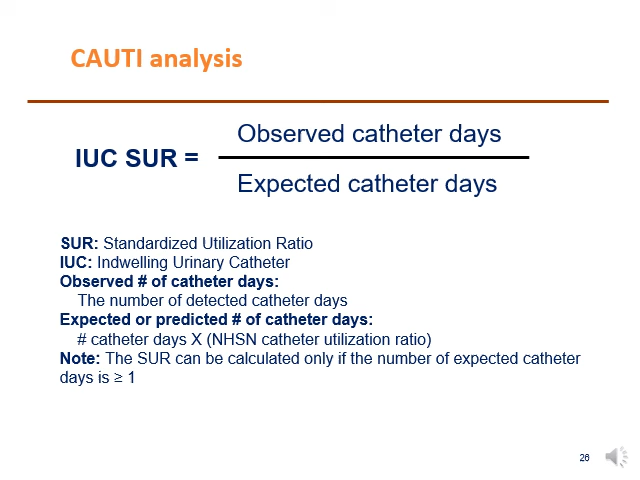 CAUTI analysis
IUC SUR =
Observed catheter days
Expected catheter days
SUR: Standardized Utilization Ratio
IUC: Indwelling Urinary Catheter
Observed # of catheter days:
The number of detected catheter days
Expected or predicted # of catheter days:
# catheter days X (NHSN catheter utilization ratio)
Note: The SUR can be calculated only if the number of expected catheter
days is ≥ 1
26